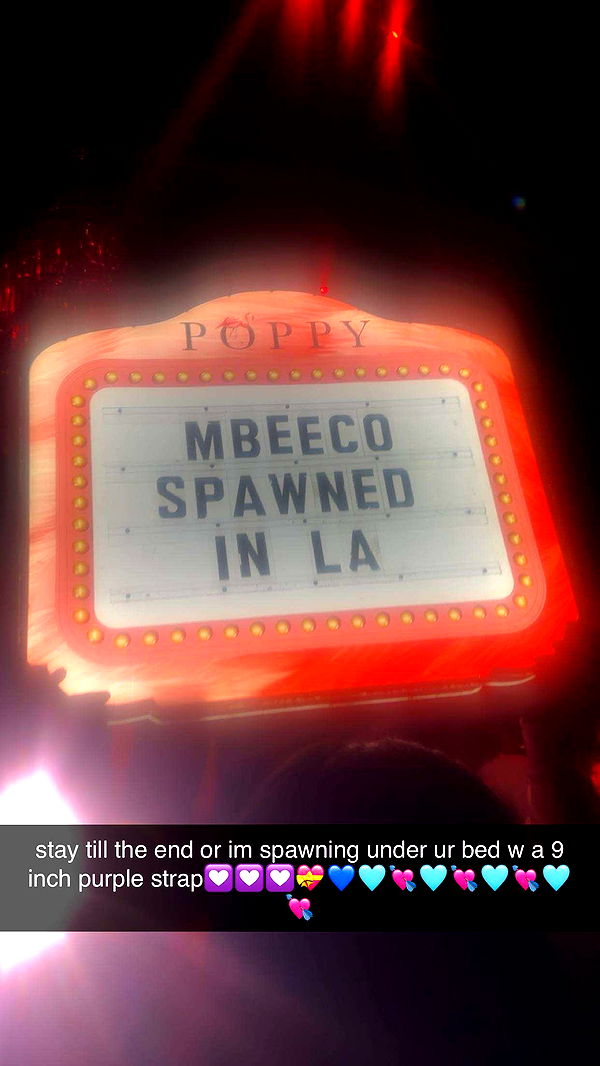 POPPY
MBEECO
SPAWNED
IN LA
stay till the end or im spawning under ur bed w a 9
inch purple strap💟💟💟💝💙🩵💘🩵💘🩵💘🩵
💘